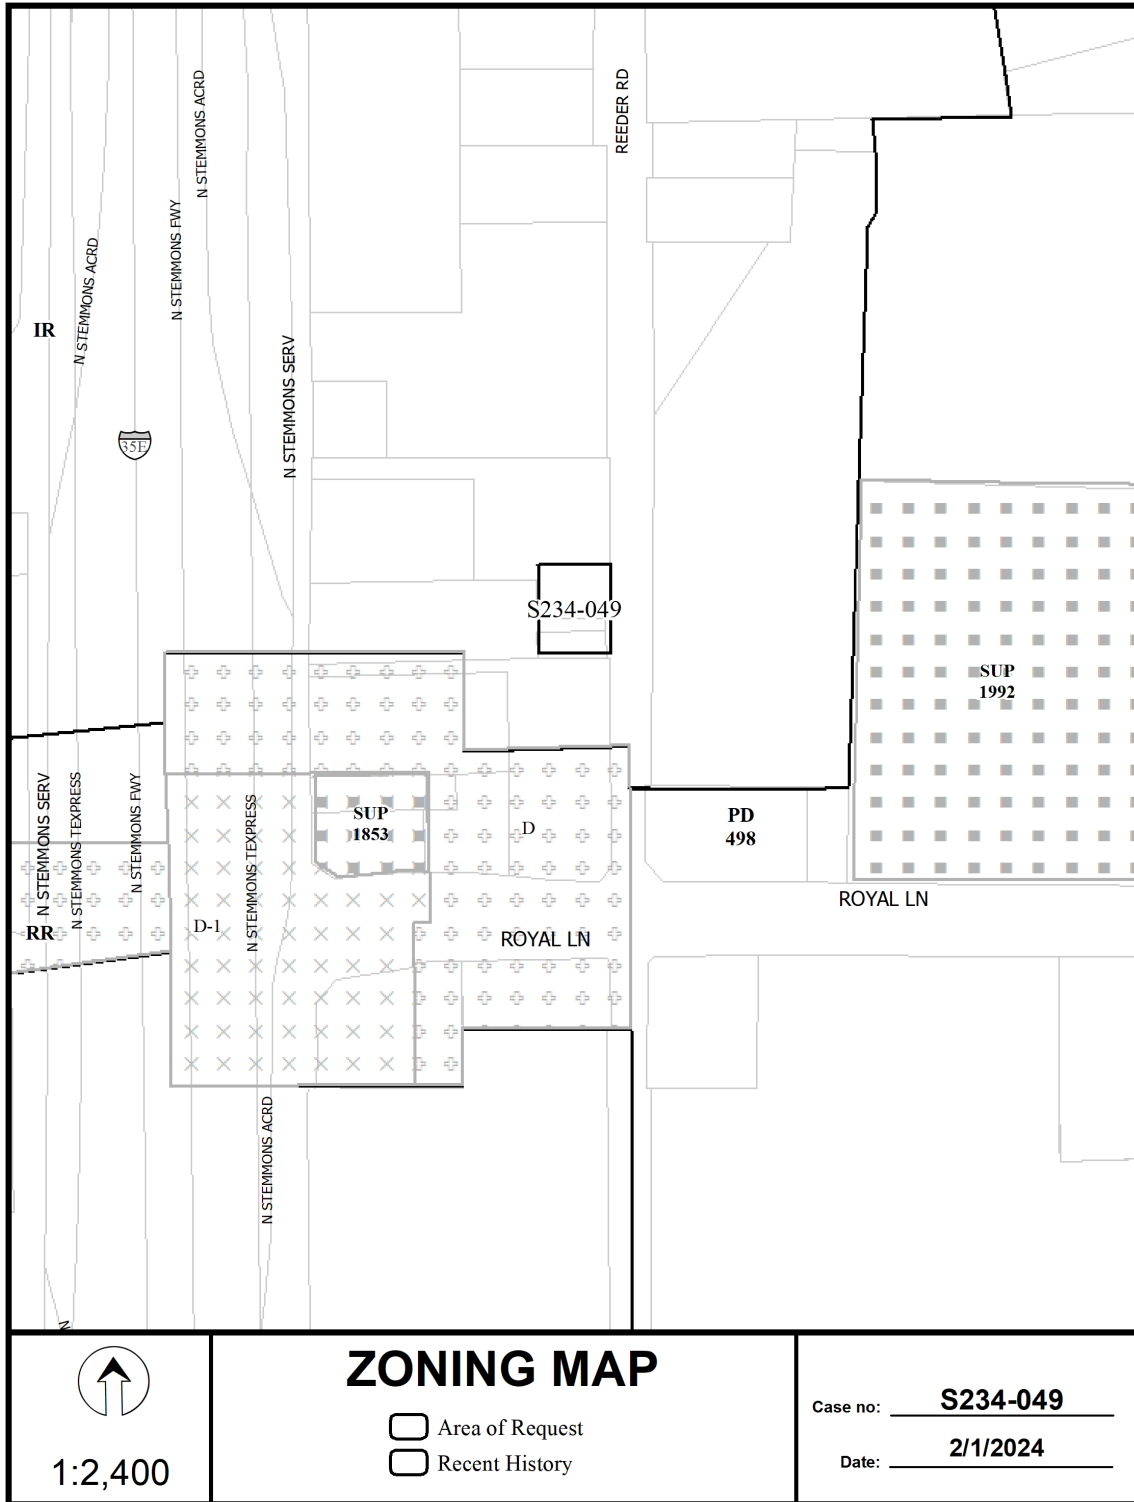 REEDER RD
N STEMMONS ACRD
N STEMMONS FWY
N STEMMONS ACRD
IR
N STEMMONS SERV
35E
S234-049
SUP
1992
N STEMMONS SERV
N STEMMONS TEXPRESS
N STEMMONS FWY
N STEMMONS TEXPRESS
SUP
1853
D
PD
498
ROYAL LN
D-1
RR
ROYAL LN
N STEMMONS ACRD
N
ZONING MAP
Area of Request
Recent History
1:2,400
Case no: S234-049
Date: 2/1/2024